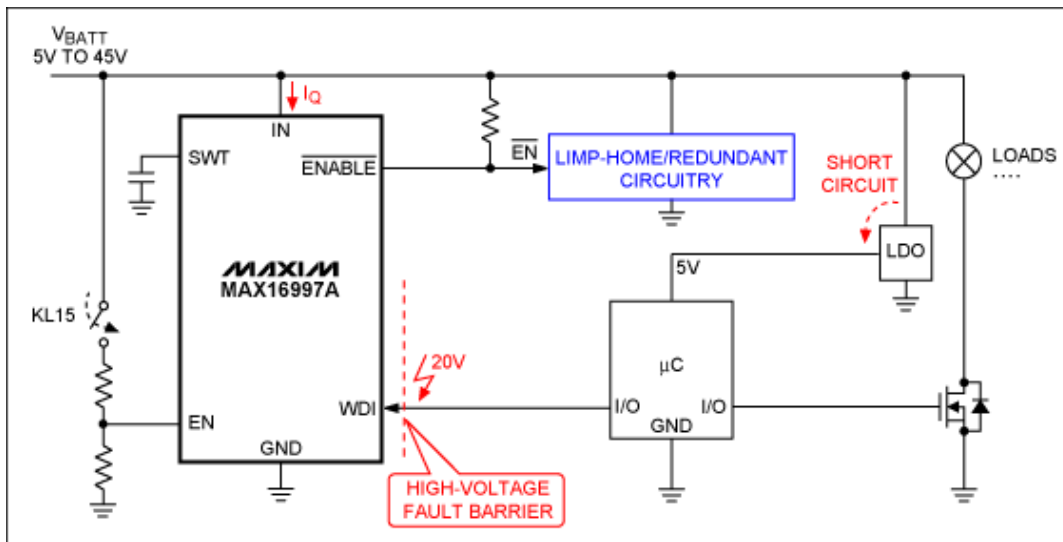 VBATT
5V TO 45V
IQ
IN
SWT
ENABLE
EN
LIMP-HOME/REDUNDANT
CIRCUITRY
SHORT
CIRCUIT
LOADS
....
LDO
5V
MAXIM
MAX16997A
KL15
20V
µC
WDI
I/O
I/O
EN
GND
GND
HIGH-VOLTAGE
FAULT BARRIER